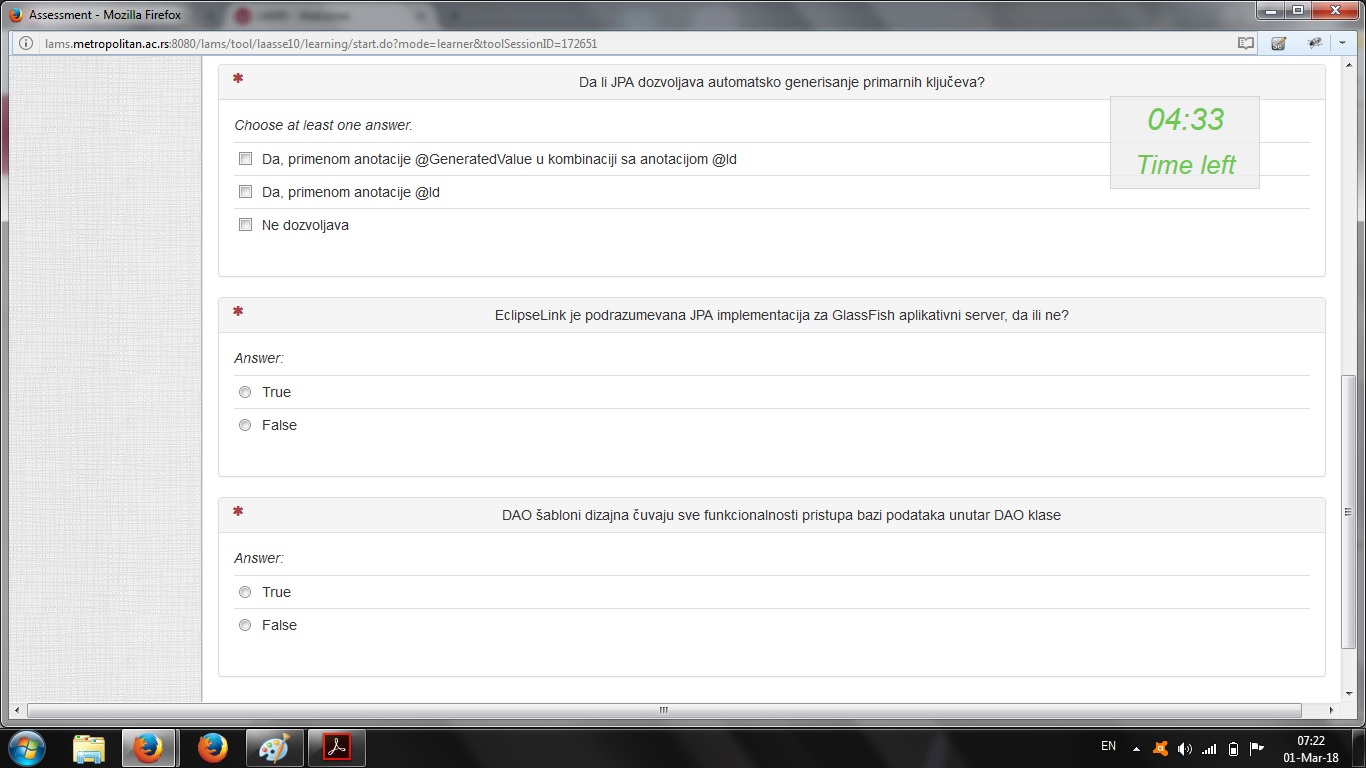 Assessment - Mozilla Firefox
lams.metropolitan.ac.rs:8080/lams/tool/laasse10/learning/start.do?mode=learner&toolSessionID=172651
Da li JPA dozvoljava automatsko generisanje primarnih ključeva?
04:33
Time left
Choose at least one answer.
Da, primenom anotacije @GeneratedValue u kombinaciji sa anotacijom @Id
Da, primenom anotacije @Id
Ne dozvoljava
EclipseLink je podrazumevana JPA implementacija za GlassFish aplikativni server, da ili ne?
Answer:
True
False
DAO šabloni dizajna čuvaju sve funkcionalnosti pristupa bazi podataka unutar DAO klase
Answer:
True
False
EN
07:22
01-Mar-18